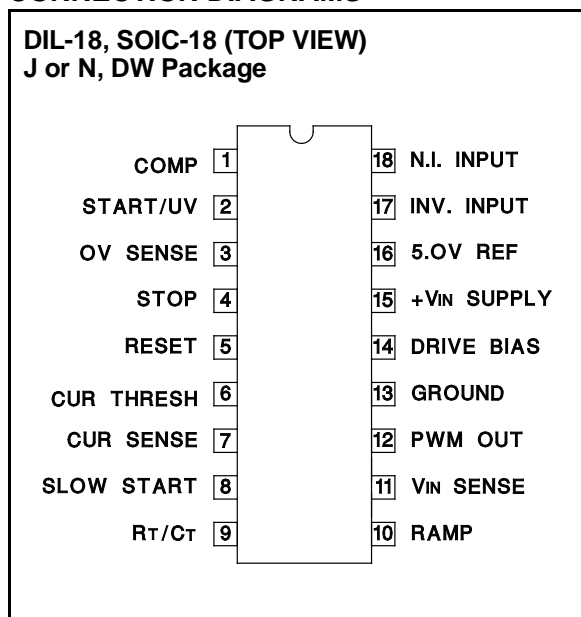 DIL-18, SOIC-18 (TOP VIEW)
J or N, DW Package
COMP 1
18 N.I. INPUT
START/UV 2
17 INV. INPUT
OV SENSE 3
16 5.0V REF
STOP 4
15 +VIN SUPPLY
RESET 5
14 DRIVE BIAS
CUR THRESH 6
13 GROUND
CUR SENSE 7
12 PWM OUT
SLOW START 8
11 VIN SENSE
RT/CT 9
10 RAMP